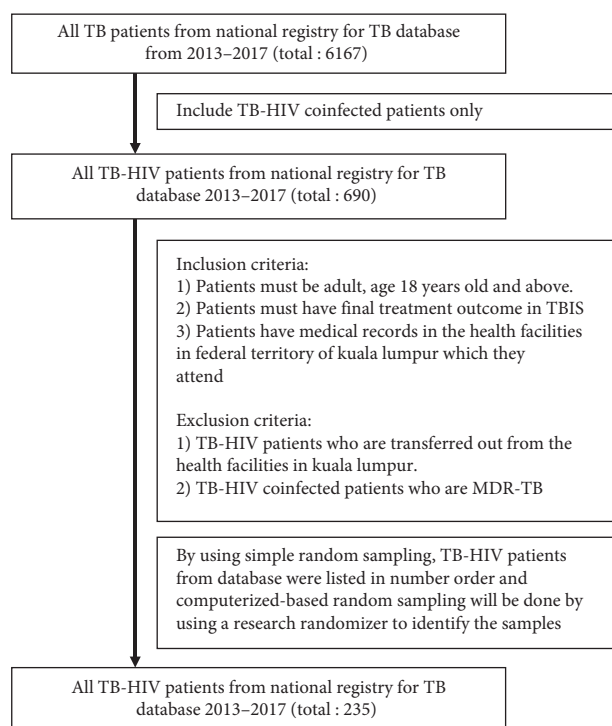 All TB patients from national registry for TB database
from 2013–2017 (total : 6167)
Include TB-HIV coinfected patients only
All TB-HIV patients from national registry for TB
database 2013–2017 (total : 690)
Inclusion criteria:
1) Patients must be adult, age 18 years old and above.
2) Patients must have final treatment outcome in TBIS
3) Patients have medical records in the health facilities
in federal territory of kuala lumpur which they
attend
Exclusion criteria:
1) TB-HIV patients who are transferred out from the
health facilities in kuala lumpur.
2) TB-HIV coinfected patients who are MDR-TB
By using simple random sampling, TB-HIV patients
from database were listed in number order and
computerized-based random sampling will be done by
using a research randomizer to identify the samples
All TB-HIV patients from national registry for TB
database 2013–2017 (total : 235)